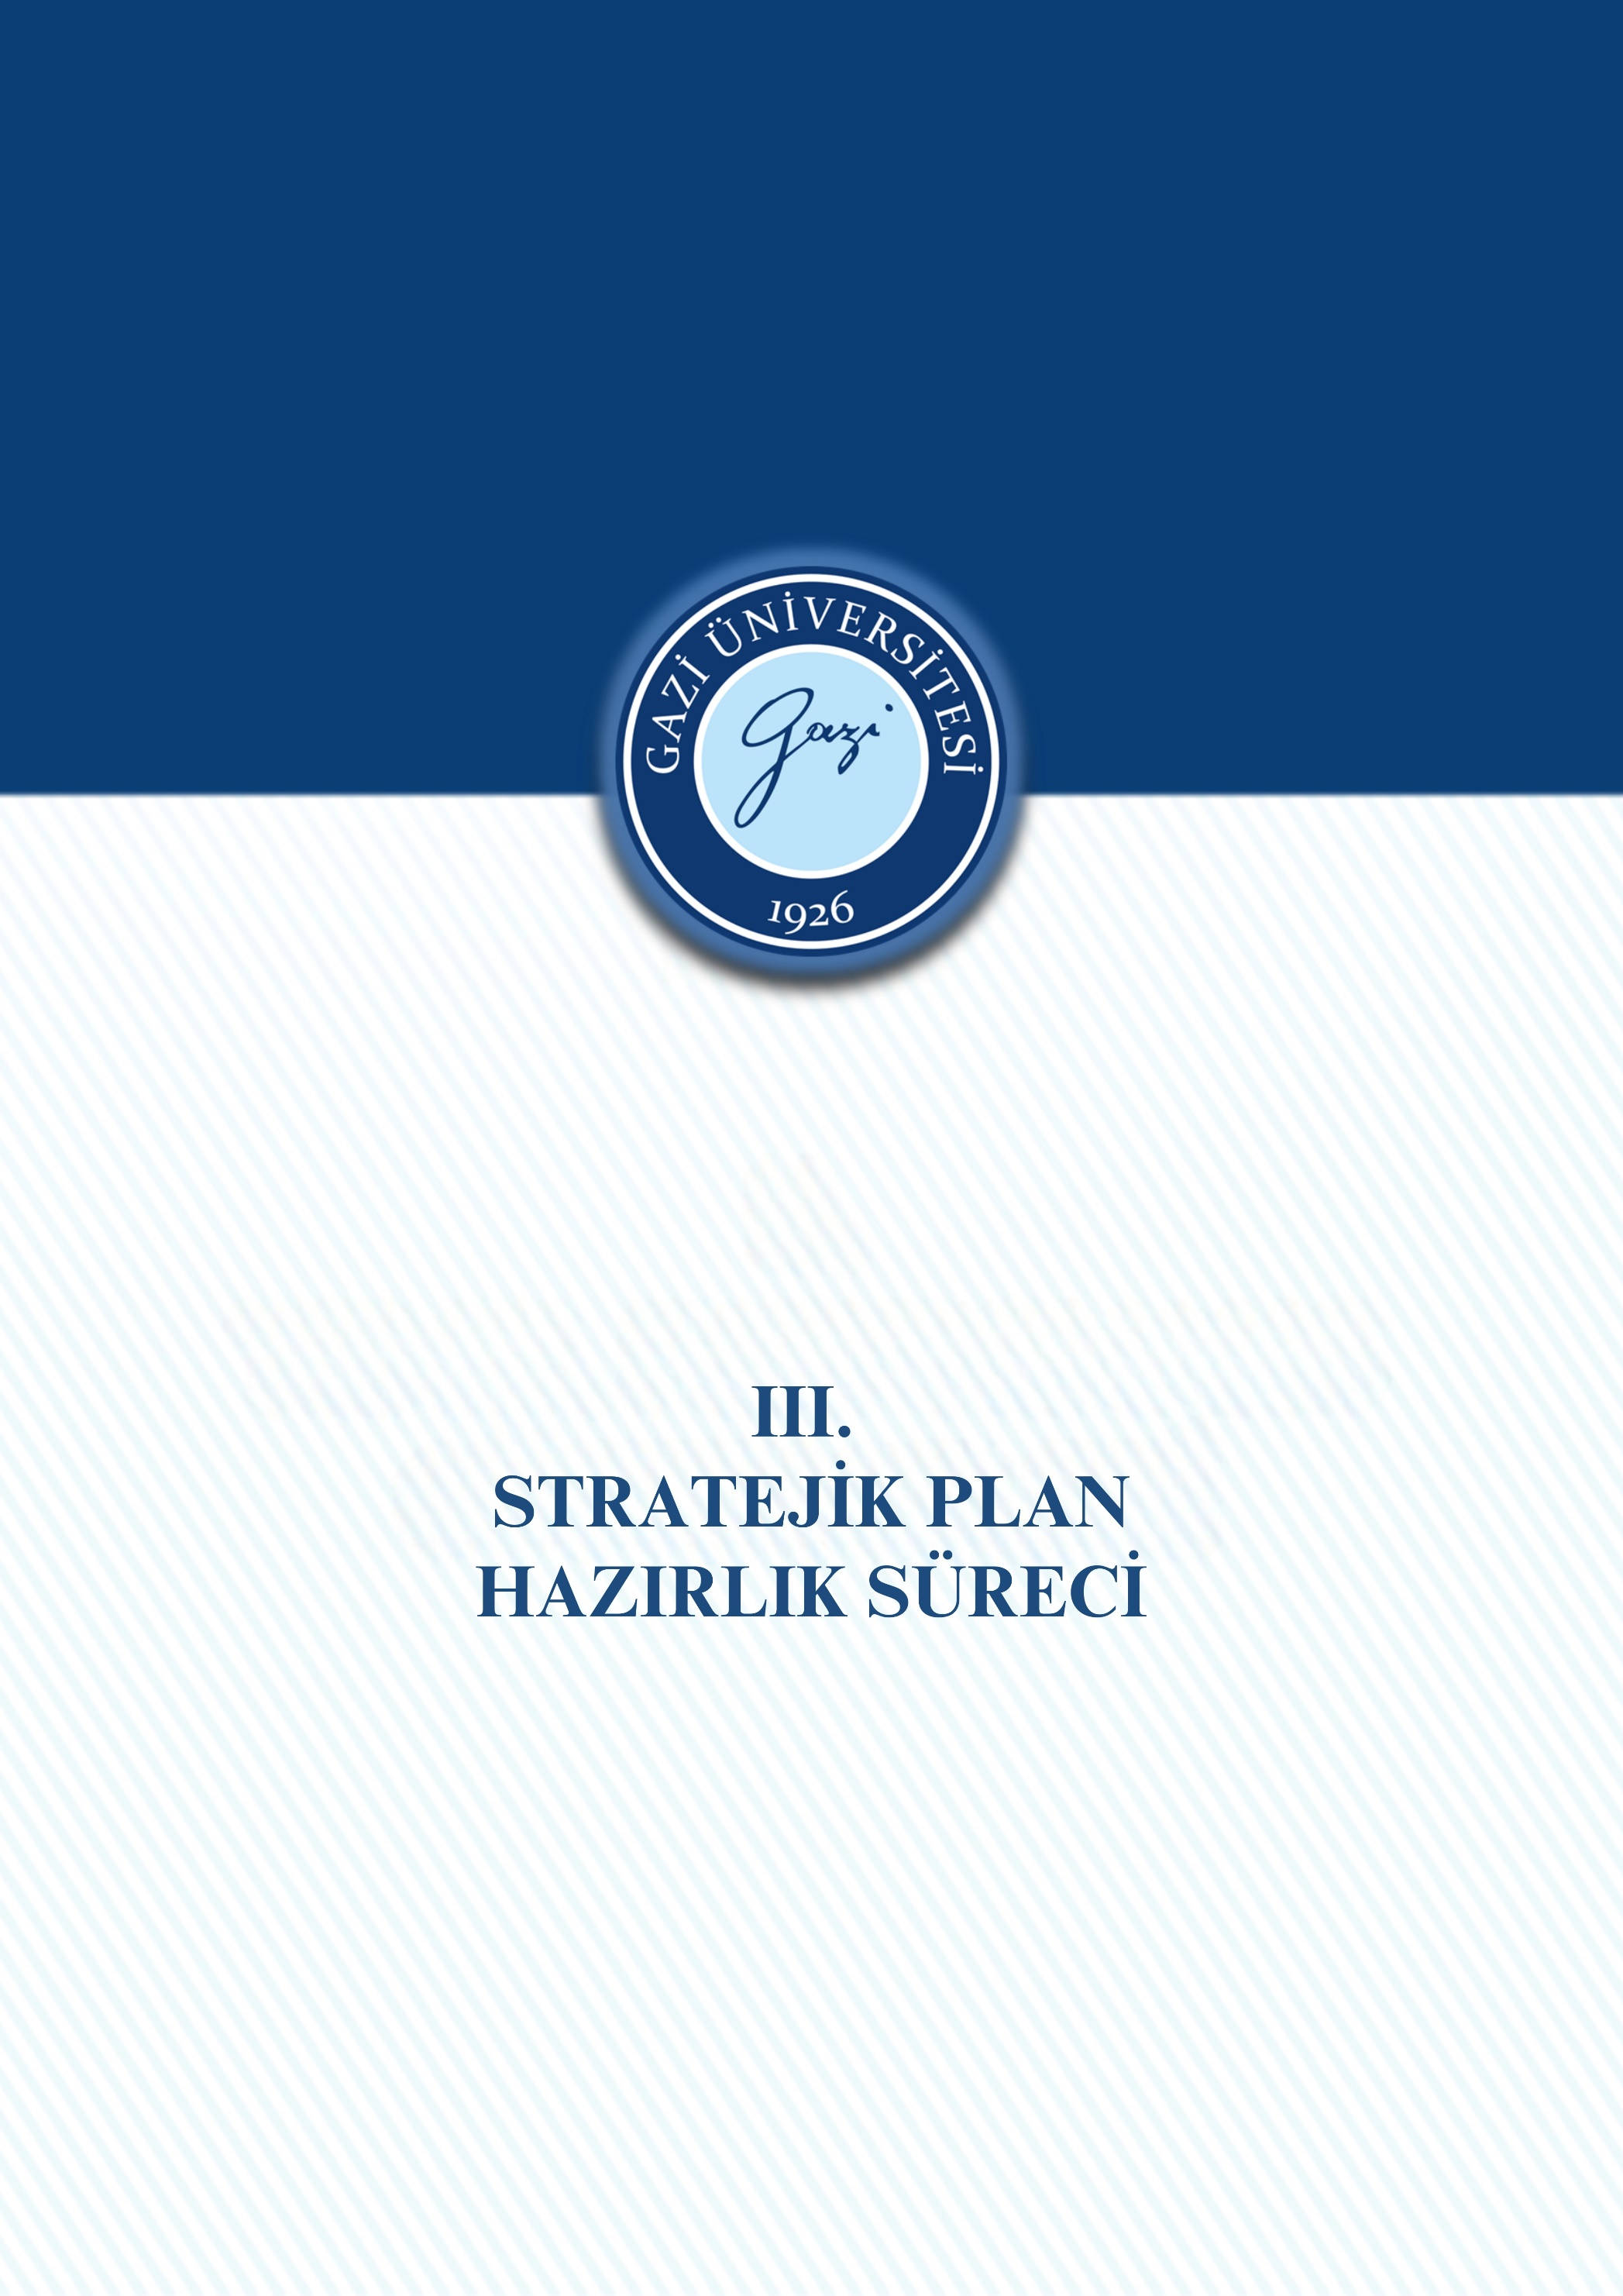 GAZİ ÜNİVERSİTESİ
gazi
1926
III.
STRATEJİK PLAN
HAZIRLIK SÜRECİ